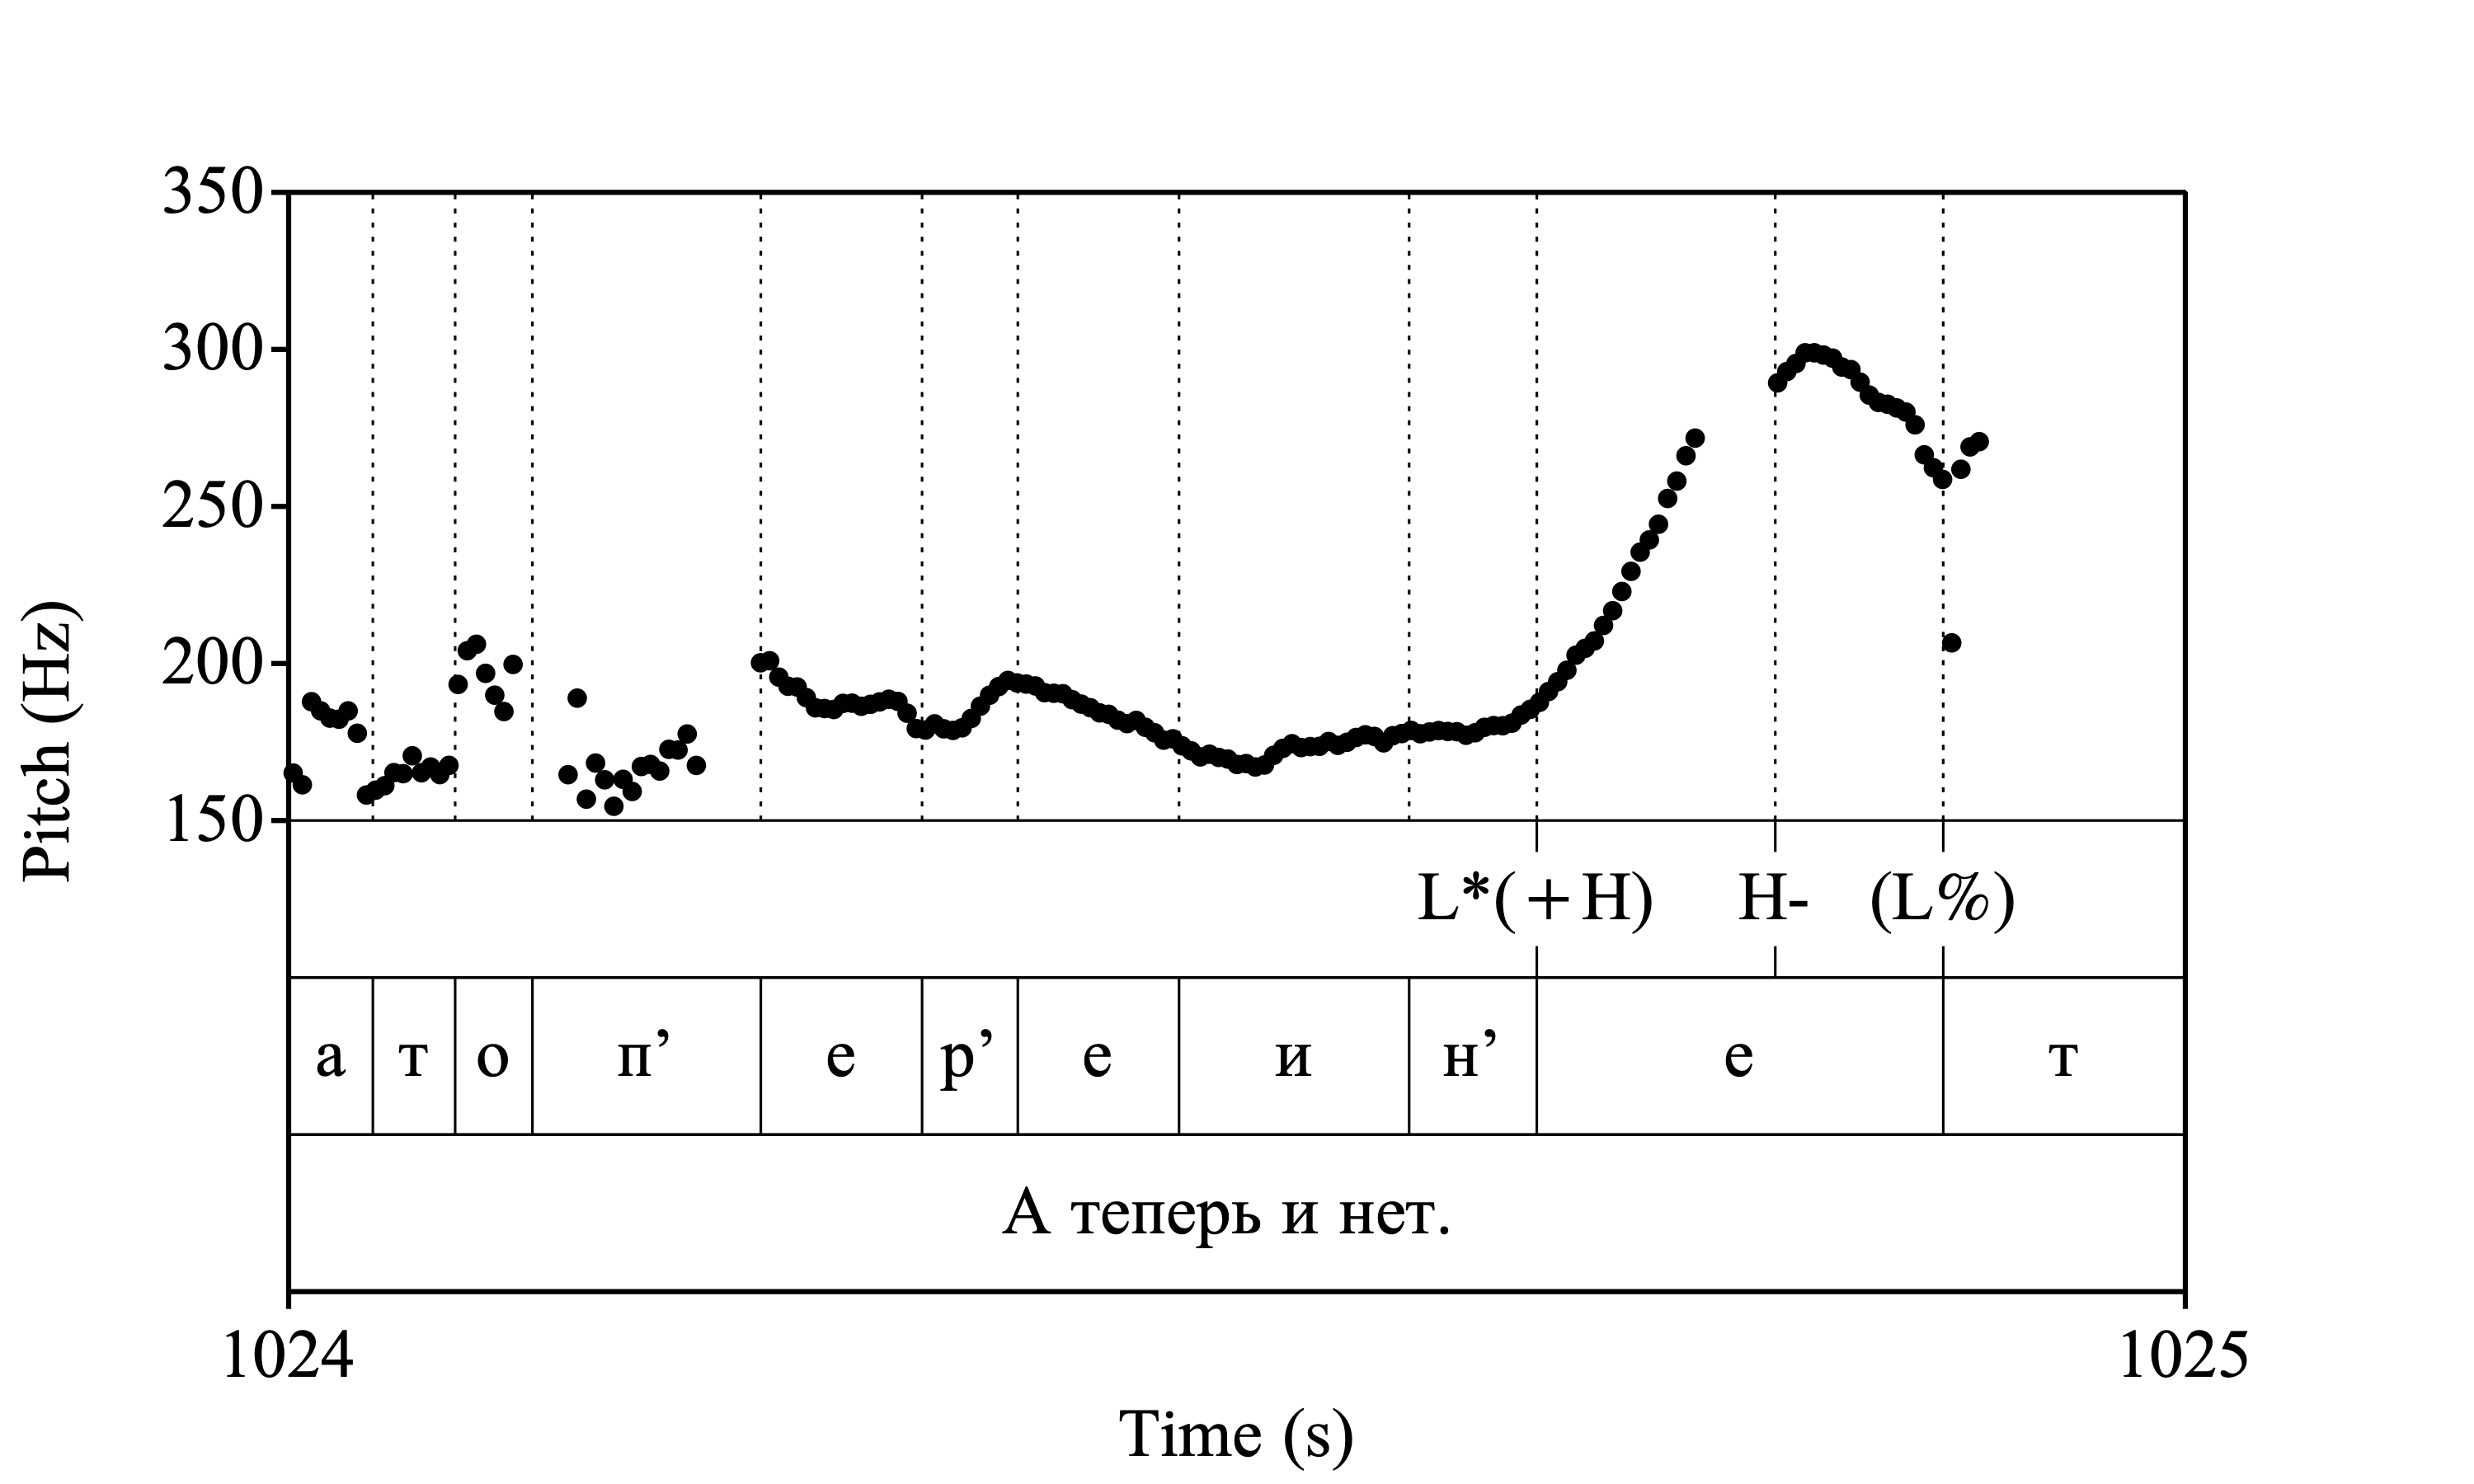 350
300
250
200
150
Pitch (Hz)
L*(+H) H- (L%)
а т о п’ е р’ е и н’ е т
А теперь и нет.
1024 1025
Time (s)